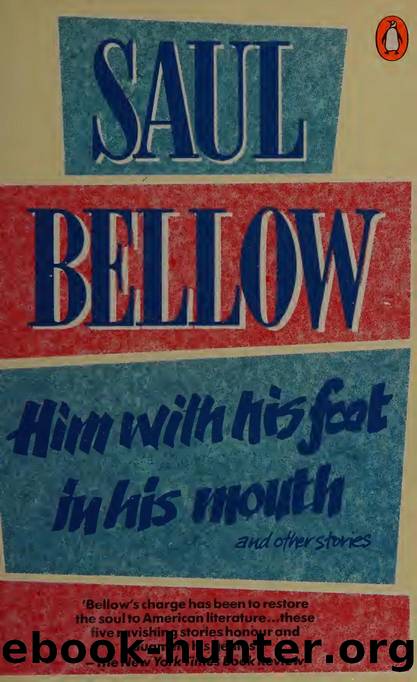 SAUL
BELLOW
Him with his foot
in his mouth
and other stories
'Bellow's charge has been to restore
the soul to American literature...these
five ravishing stories honour and
ebook-hunter.org
– The New York Times Book Review